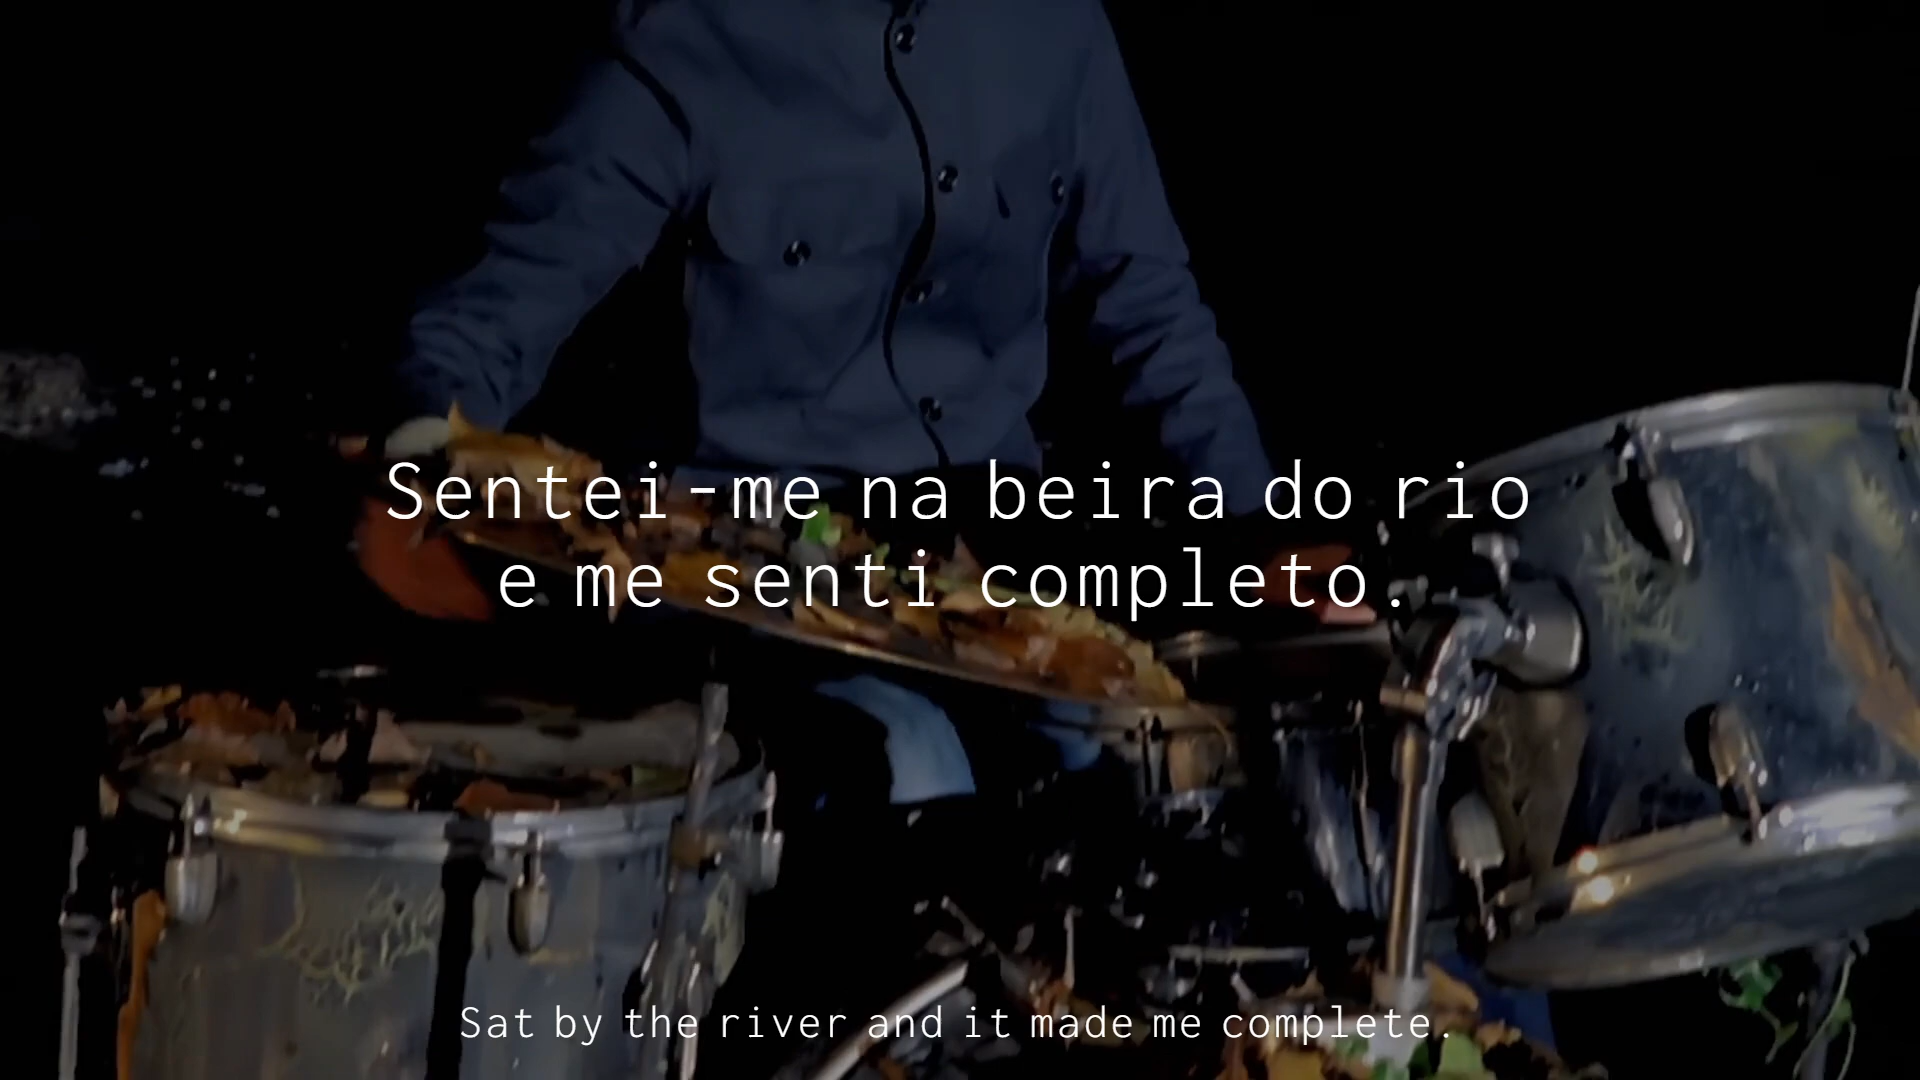 Sentei-me na beira do rio
e me senti completo.
Sat by the river and it made me complete.